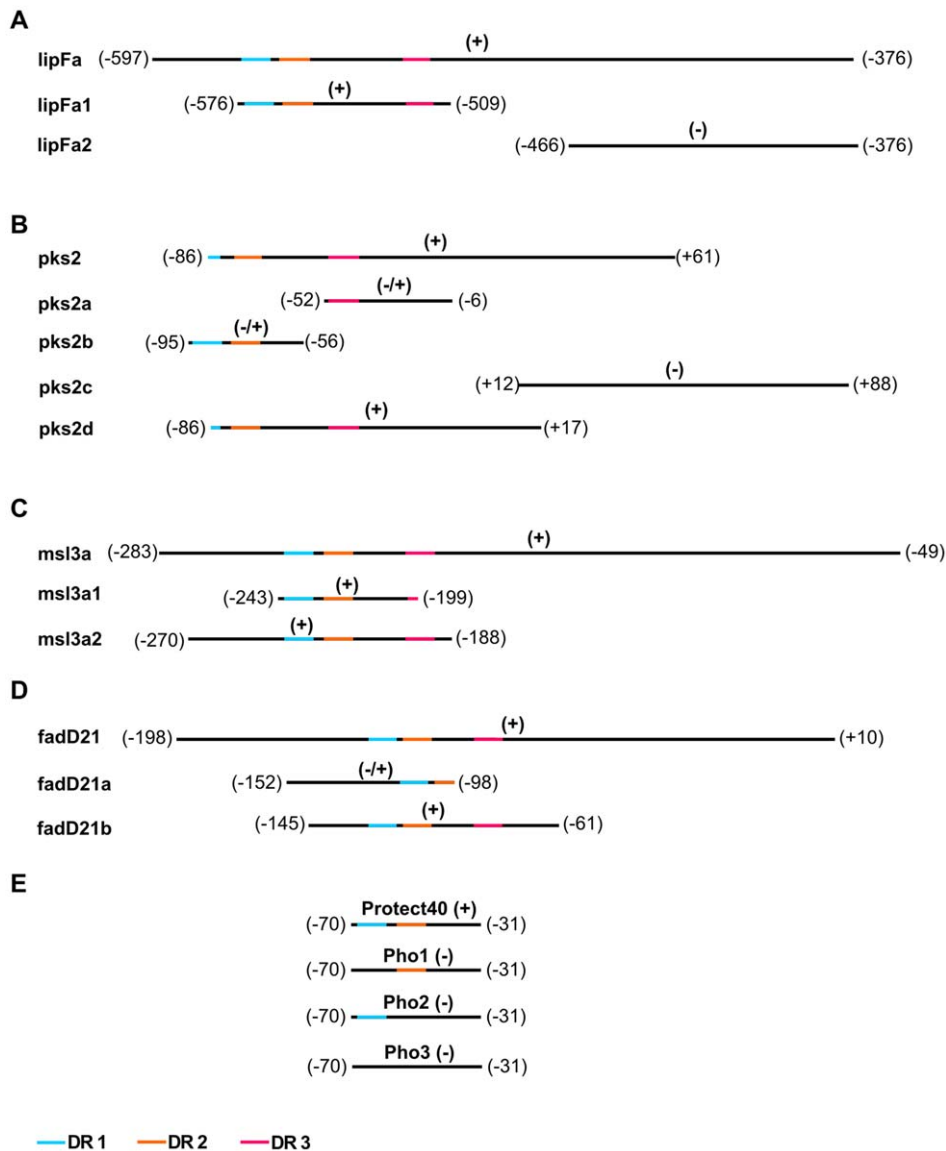 A
(+)
lipFa (-597) (-376)
(+)
lipFa1 (-576) (-509)
(-)
lipFa2 (-466) (-376)
B
(+)
pks2 (-86) (+61)
(-/+)
pks2a (-52) (-6)
(-/+)
pks2b (-95) (-56)
(-)
pks2c (+12) (+88)
(+)
pks2d (-86) (+17)
C
(+)
msl3a (-283) (-49)
(+)
msl3a1 (-243) (-199)
(+)
msl3a2 (-270) (-188)
D
(+)
fadD21 (-198) (+10)
(-/+)
fadD21a (-152) (-98)
(+)
fadD21b (-145) (-61)
E
Protect40 (+)
(-70) (-31)
Pho1 (-)
(-70) (-31)
Pho2 (-)
(-70) (-31)
Pho3 (-)
(-70) (-31)
DR 1 DR 2 DR 3